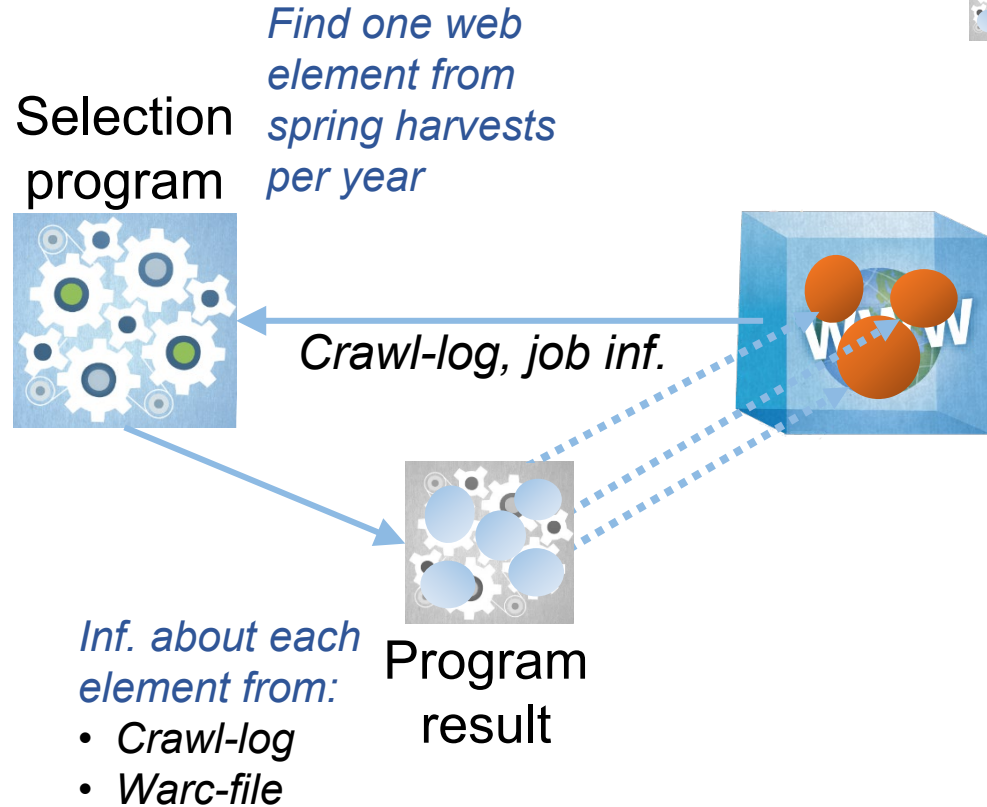 Find one web
element from
spring harvests
per year
Selection
program
WWW
Crawl-log, job inf.
Inf. about each
element from:
• Crawl-log
• Warc-file
Program
result